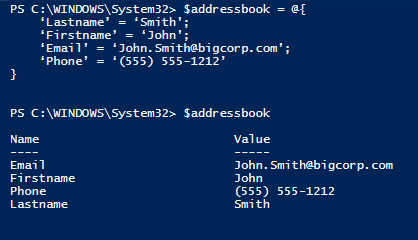 PS C:\WINDOWS\System32> $addressbook = @{
‘Lastname’ = ‘Smith’;
‘Firstname’ = ‘John’;
‘Email’ = ‘John.Smith@bigcorp.com’;
‘Phone’ = ‘(555) 555-1212’
}
PS C:\WINDOWS\System32> $addressbook
Name Value
---- -----
Email John.Smith@bigcorp.com
Firstname John
Phone (555) 555-1212
Lastname Smith